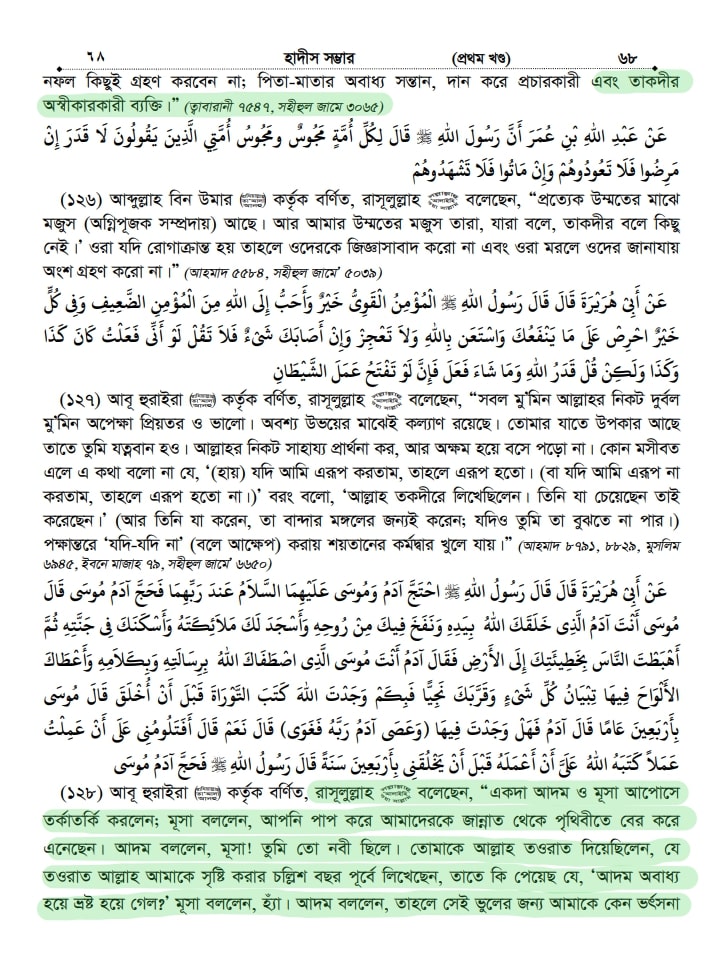 ৬৮ হাদীস সম্ভার (প্রথম খণ্ড) ৬৮
নফল কিছুই গ্রহণ করবেন না; পিতা-মাতার অবাধ্য সন্তান, দান করে প্রচারকারী এবং তাকদীর
অস্বীকারকারী ব্যক্তি।” (ত্বাবারানী ৭৫৪৭, সহীহুল জামে ৩০৬৫)
عَنْ عَبْدِ اللهِ بْنِ عُمَرَ أَنَّ رَسُولَ اللهِ ﷺ قَالَ لِكُلِّ أُمَّةٍ مَجُوسٌ ومَجُوسُ أُمَّتِي الَّذِينَ يَقُولُونَ لَا قَدَرَ إِنْ
مَرِضُوا فَلَا تَعُودُوهُمْ وَإِنْ مَاتُوا فَلَا تَشْهَدُوهُمْ
(১২৬) আব্দুল্লাহ বিন উমার কর্তৃক বর্ণিত, রাসূলুল্লাহ বলেছেন, “প্রত্যেক উম্মতের মাঝে
মজুস (অগ্নিপূজক সম্প্রদায়) আছে। আর আমার উম্মতের মজুস তারা, যারা বলে, তাকদীর বলে কিছু
নেই।’ ওরা যদি রোগাক্রান্ত হয় তাহলে ওদেরকে জিজ্ঞাসাবাদ করো না এবং ওরা মরলে ওদের জানাযায়
অংশ গ্রহণ করো না।” (আহমাদ ৫৫৮৪, সহীহুল জামে’ ৫০৩৯)
عَنْ أَبِيْ هُرَيْرَةَ قَالَ قَالَ رَسُولُ اللهِ ﷺ الْمُؤْمِنُ الْقَوِيُّ خَيْرٌ وَأَحَبُّ إِلَى اللهِ مِنَ الْمُؤْمِنِ الضَّعِيفِ وَفِى كُلٍّ
خَيْرٌ احْرِصْ عَلَى مَا يَنْفَعُكَ وَاسْتَعِنْ بِاللهِ وَلاَ تَعْجِزْ وَإِنْ أَصَابَكَ شَىْءٌ فَلاَ تَقُلْ لَوْ أَنِّى فَعَلْتُ كَانَ كَذَا
وَكَذَا وَلَكِنْ قُلْ قَدَرُ اللهِ وَمَا شَاءَ فَعَلَ فَإِنَّ لَوْ تَفْتَحُ عَمَلَ الشَّيْطَانِ
(১২৭) আবূ হুরাইরা কর্তৃক বর্ণিত, রাসূলুল্লাহ বলেছেন, “সবল মু’মিন আল্লাহর নিকট দুর্বল
মু’মিন অপেক্ষা প্রিয়তর ও ভালো। অবশ্য উভয়ের মাঝেই কল্যাণ রয়েছে। তোমার যাতে উপকার আছে
তাতে তুমি যত্নবান হও। আল্লাহর নিকট সাহায্য প্রার্থনা কর, আর অক্ষম হয়ে বসে পড়ো না। কোন মসীবত
এলে এ কথা বলো না যে, ‘(হায়) যদি আমি এরূপ করতাম, তাহলে এরূপ হতো। (বা যদি আমি এরূপ না
করতাম, তাহলে এরূপ হতো না।)’ বরং বলো, ‘আল্লাহ তকদীরে লিখেছিলেন। তিনি যা চেয়েছেন তাই
করেছেন।’ (আর তিনি যা করেন, তা বান্দার মঙ্গলের জন্যই করেন; যদিও তুমি তা বুঝতে না পার।)
পক্ষান্তরে ‘যদি-যদি না’ (বলে আক্ষেপ) করায় শয়তানের কর্মদ্বার খুলে যায়।” (আহমাদ ৮৭৯১, ৮৮২৯, মুসলিম
৬৯৪৫, ইবনে মাজাহ ৭৯, সহীহুল জামে’ ৬৬৫০)
عَنْ أَبِيْ هُرَيْرَةَ قَالَ قَالَ رَسُولُ اللهِ ﷺ احْتَجَّ آدَمُ وَمُوسَى عَلَيْهِمَا السَّلاَمُ عِنْدَ رَبِّهِمَا فَحَجَّ آدَمُ مُوسَى قَالَ
مُوسَى أَنْتَ آدَمُ الَّذِى خَلَقَكَ اللهُ بِيَدِهِ وَنَفَخَ فِيكَ مِنْ رُوحِهِ وَأَسْجَدَ لَكَ مَلاَئِكَتَهُ وَأَسْكَنَكَ فِى جَنَّتِهِ ثُمَّ
أَهْبَطْتَ النَّاسَ بِخَطِيئَتِكَ إِلَى الأَرْضِ فَقَالَ آدَمُ أَنْتَ مُوسَى الَّذِى اصْطَفَاكَ اللهُ بِرِسَالَتِهِ وَبِكَلاَمِهِ وَأَعْطَاكَ
الأَلْوَاحَ فِيهَا تِبْيَانُ كُلِّ شَىْءٍ وَقَرَّبَكَ نَجِيًّا فَبِكَمْ وَجَدْتَ اللهَ كَتَبَ التَّوْرَاةَ قَبْلَ أَنْ أُخْلَقَ قَالَ مُوسَى
بِأَرْبَعِينَ عَامًا قَالَ آدَمُ فَهَلْ وَجَدْتَ فِيهَا (وَعَصَى آدَمُ رَبَّهُ فَغَوَى) قَالَ نَعَمْ قَالَ أَفَتَلُومُنِى عَلَى أَنْ عَمِلْتُ
عَمَلاً كَتَبَهُ اللهُ عَلَىَّ أَنْ أَعْمَلَهُ قَبْلَ أَنْ يَخْلُقَنِى بِأَرْبَعِينَ سَنَةً قَالَ رَسُولُ اللهِ ﷺ فَحَجَّ آدَمُ مُوسَى
(১২৮) আবূ হুরাইরা কর্তৃক বর্ণিত, রাসূলুল্লাহ বলেছেন, “একদা আদম ও মূসা আপোসে
তর্কাতর্কি করলেন; মূসা বললেন, আপনি পাপ করে আমাদেরকে জান্নাত থেকে পৃথিবীতে বের করে
এনেছেন। আদম বললেন, মূসা! তুমি তো নবী ছিলে। তোমাকে আল্লাহ তওরাত দিয়েছিলেন, যে
তওরাত আল্লাহ আমাকে সৃষ্টি করার চল্লিশ বছর পূর্বে লিখেছেন, তাতে কি পেয়েছ যে, ‘আদম অবাধ্য
হয়ে ভ্রষ্ট হয়ে গেল?’ মূসা বললেন, হ্যাঁ। আদম বললেন, তাহলে সেই ভুলের জন্য আমাকে কেন ভর্ৎসনা